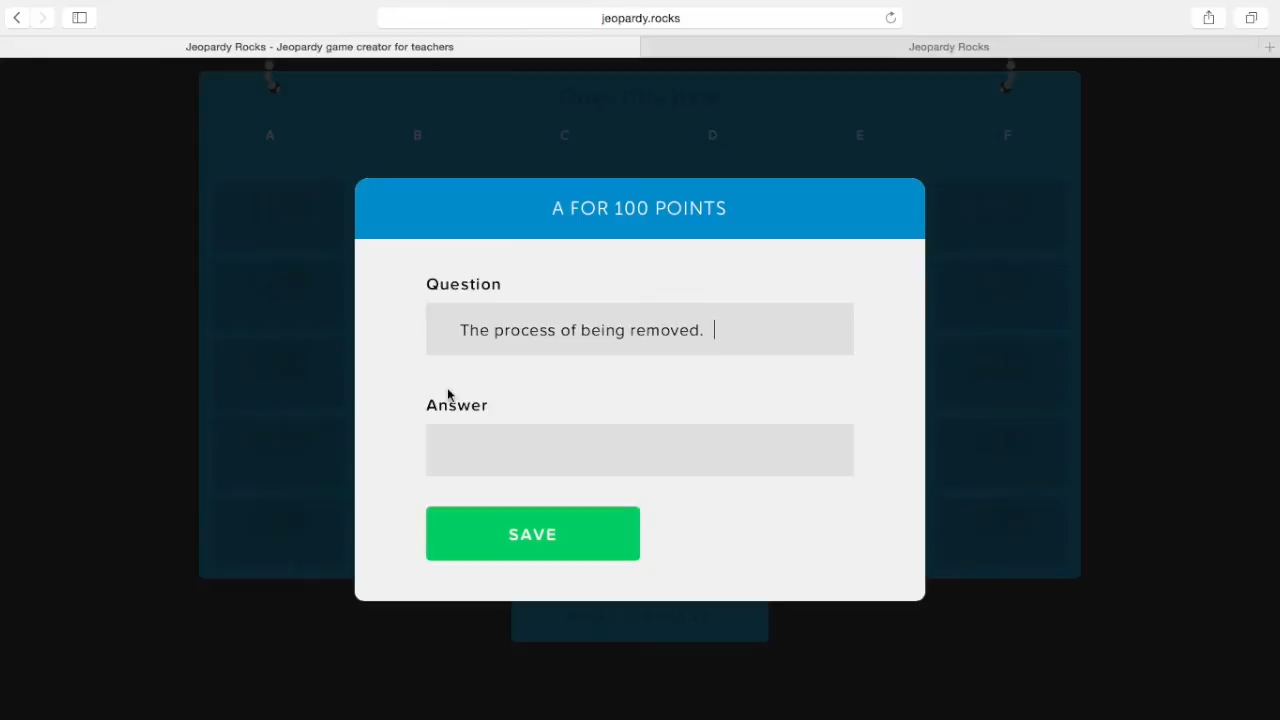 jeopardy.rocks
Jeopardy Rocks - Jeopardy game creator for teachers
Jeopardy Rocks
A B C D E F
A FOR 100 POINTS
Question
The process of being removed.
Answer
SAVE